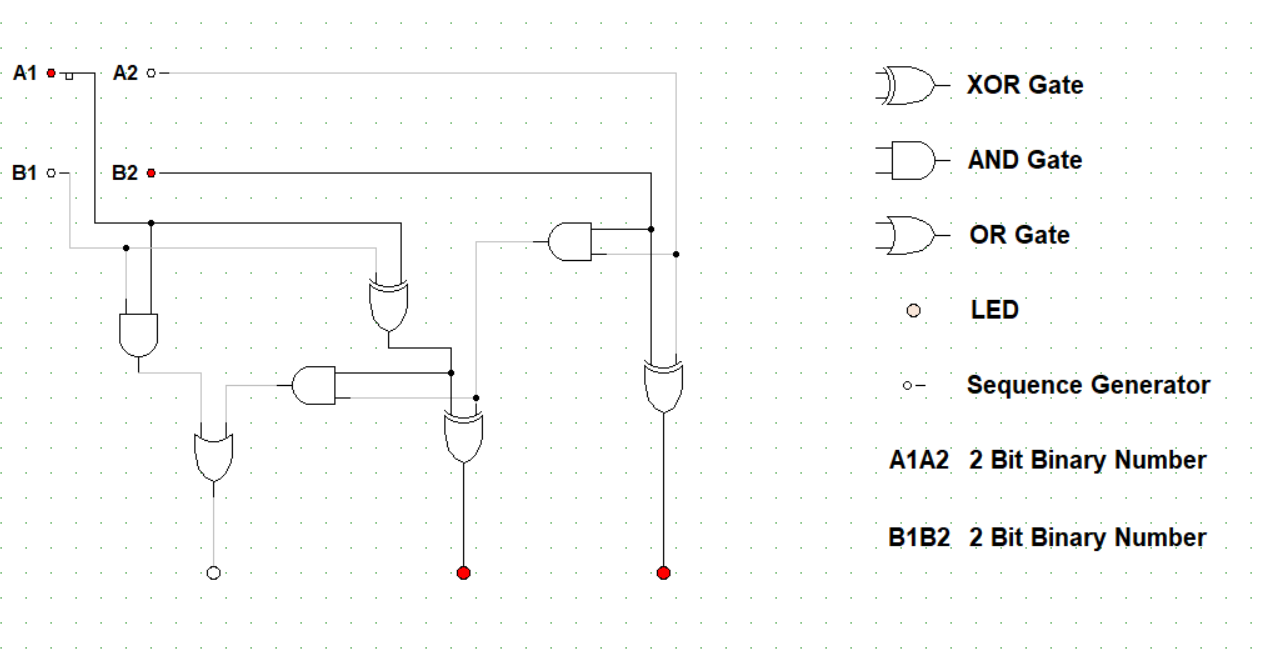 A1 A2
B1 B2
XOR Gate
AND Gate
OR Gate
LED
Sequence Generator
A1A2 2 Bit Binary Number
B1B2 2 Bit Binary Number